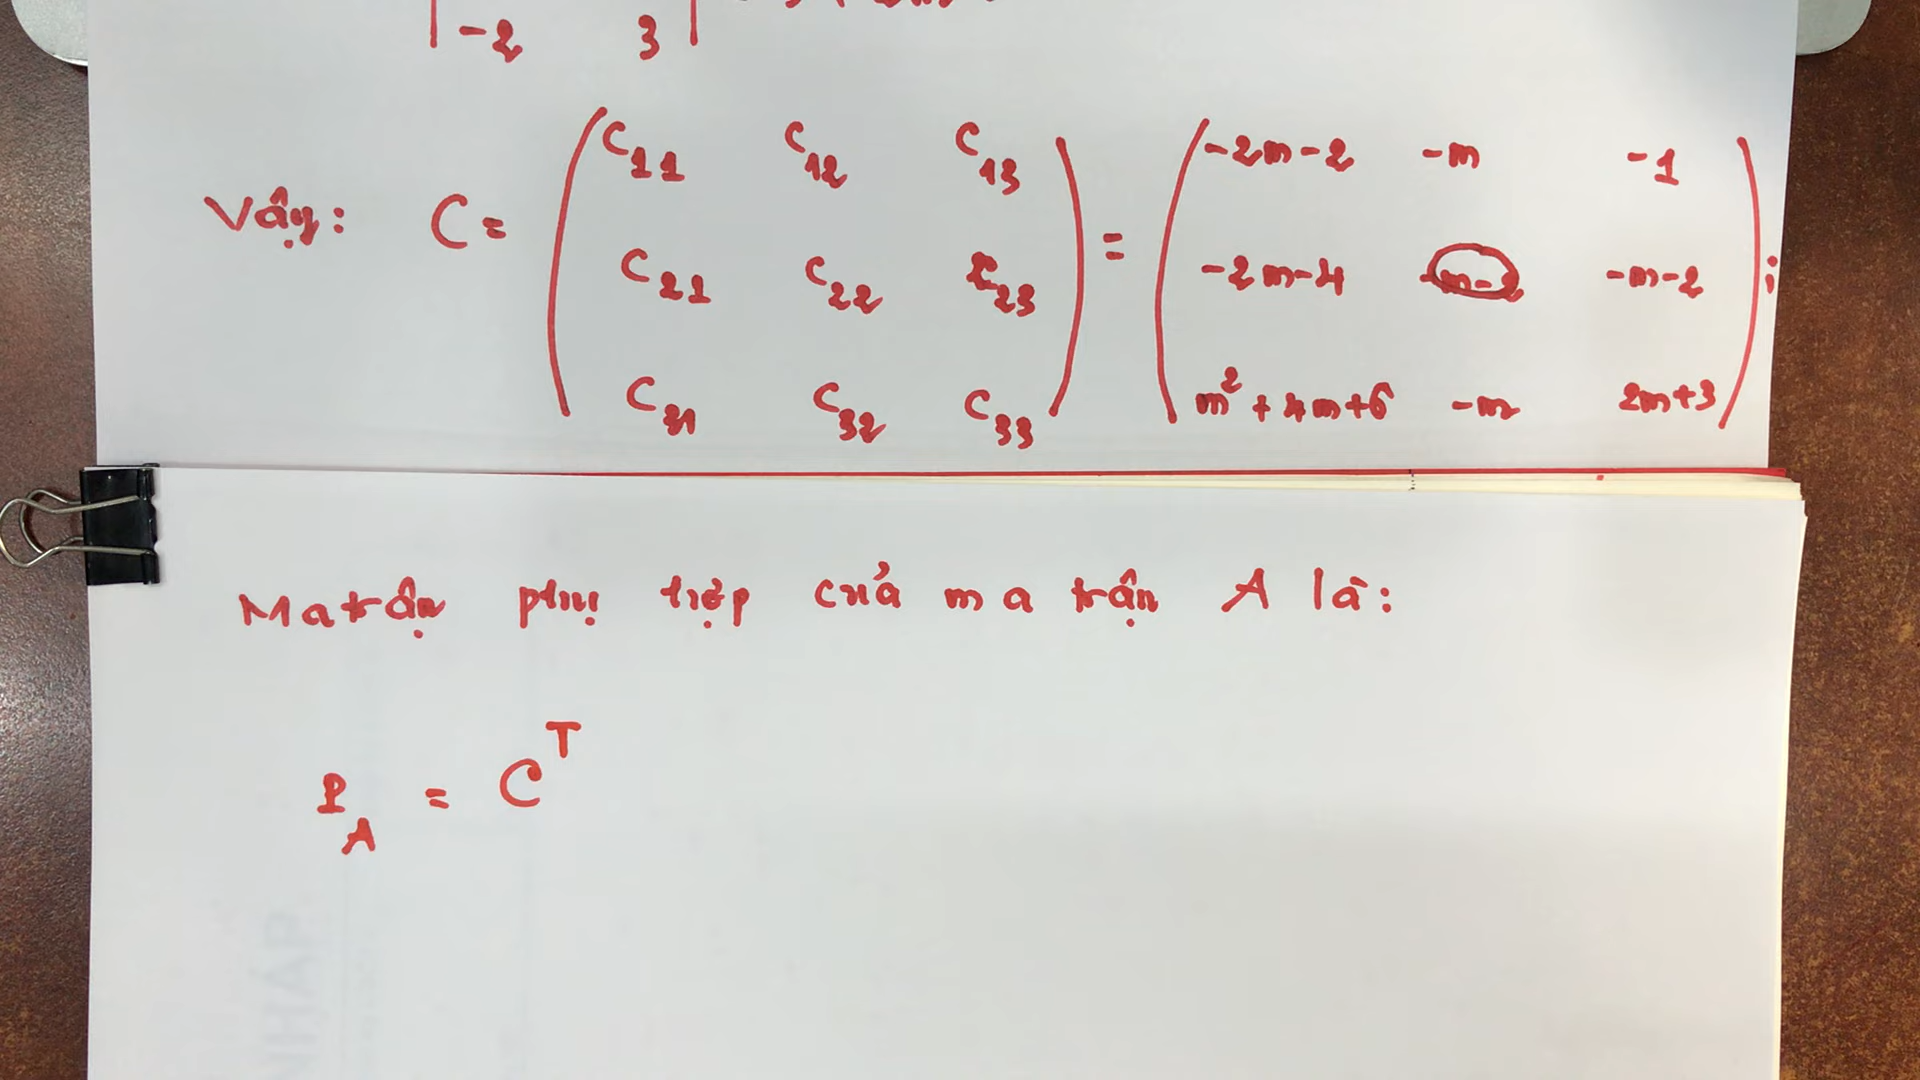 -2 3
C11 C12 C13 -2m-2 -m -1
Vậy: C = C21 C22 C23 = -2m-4 -m-2 ;
C31 C32 C33 m²+4m+6 -m 2m+3
Ma trận phụ hợp của ma trận A là:
P_A = C^T